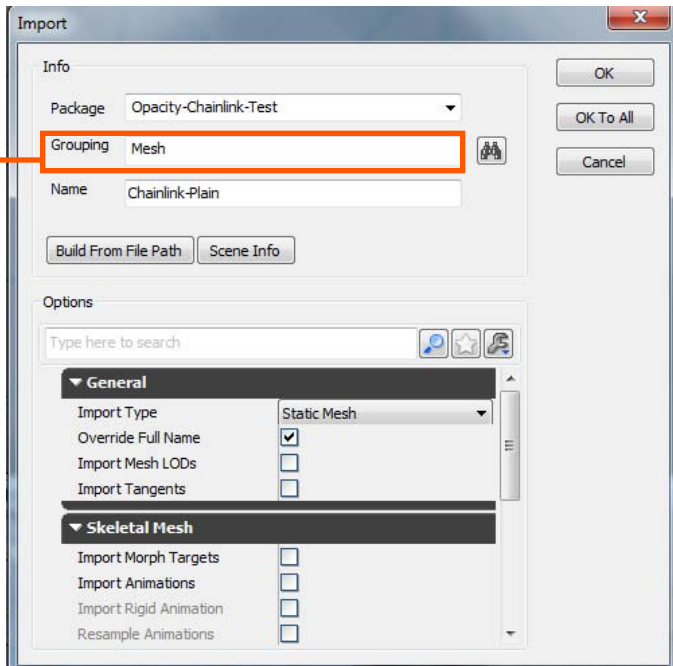 Import
Info
OK
Package Opacity-Chainlink-Test
OK To All
Grouping Mesh
Cancel
Name Chainlink-Plain
Build From File Path Scene Info
Options
Type here to search
General
Import Type Static Mesh
Override Full Name
Import Mesh LODs
Import Tangents
Skeletal Mesh
Import Morph Targets
Import Animations
Import Rigid Animation
Resample Animations